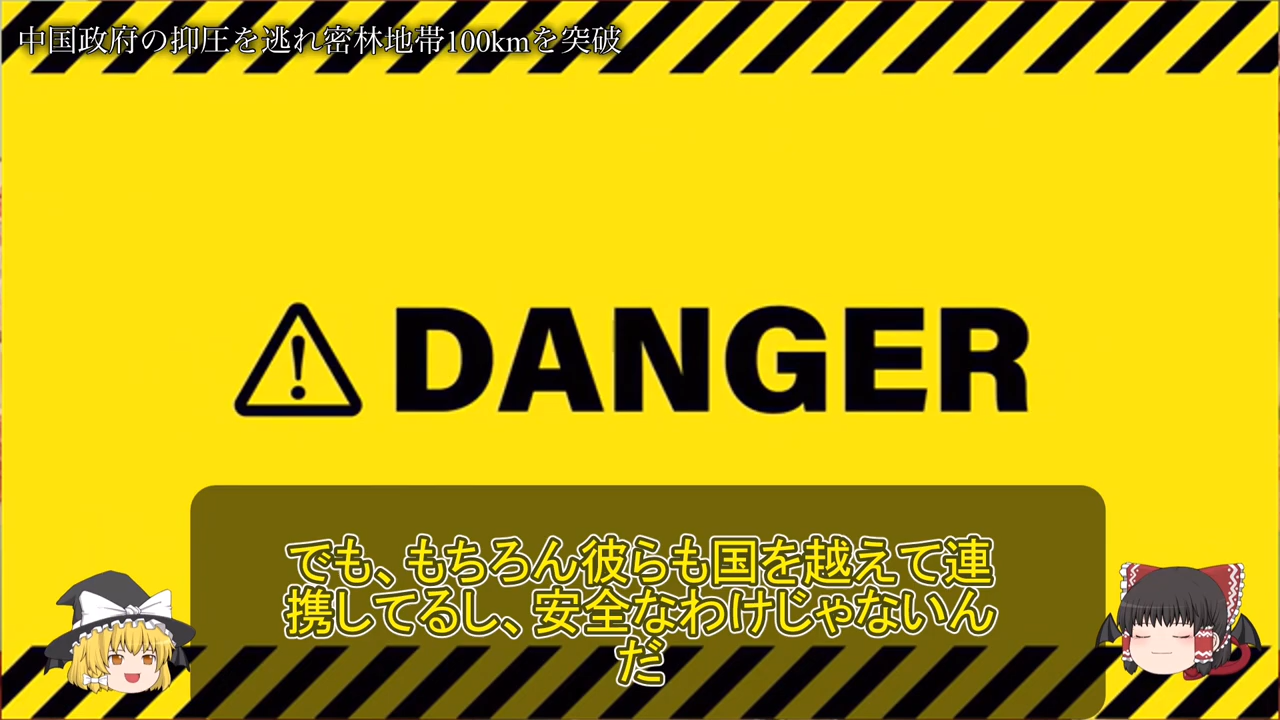 中国政府の抑圧を逃れ密林地帯100kmを突破
DANGER
でも、もちろん彼らも国を越えて連
携してるし、安全なわけじゃないん
だ